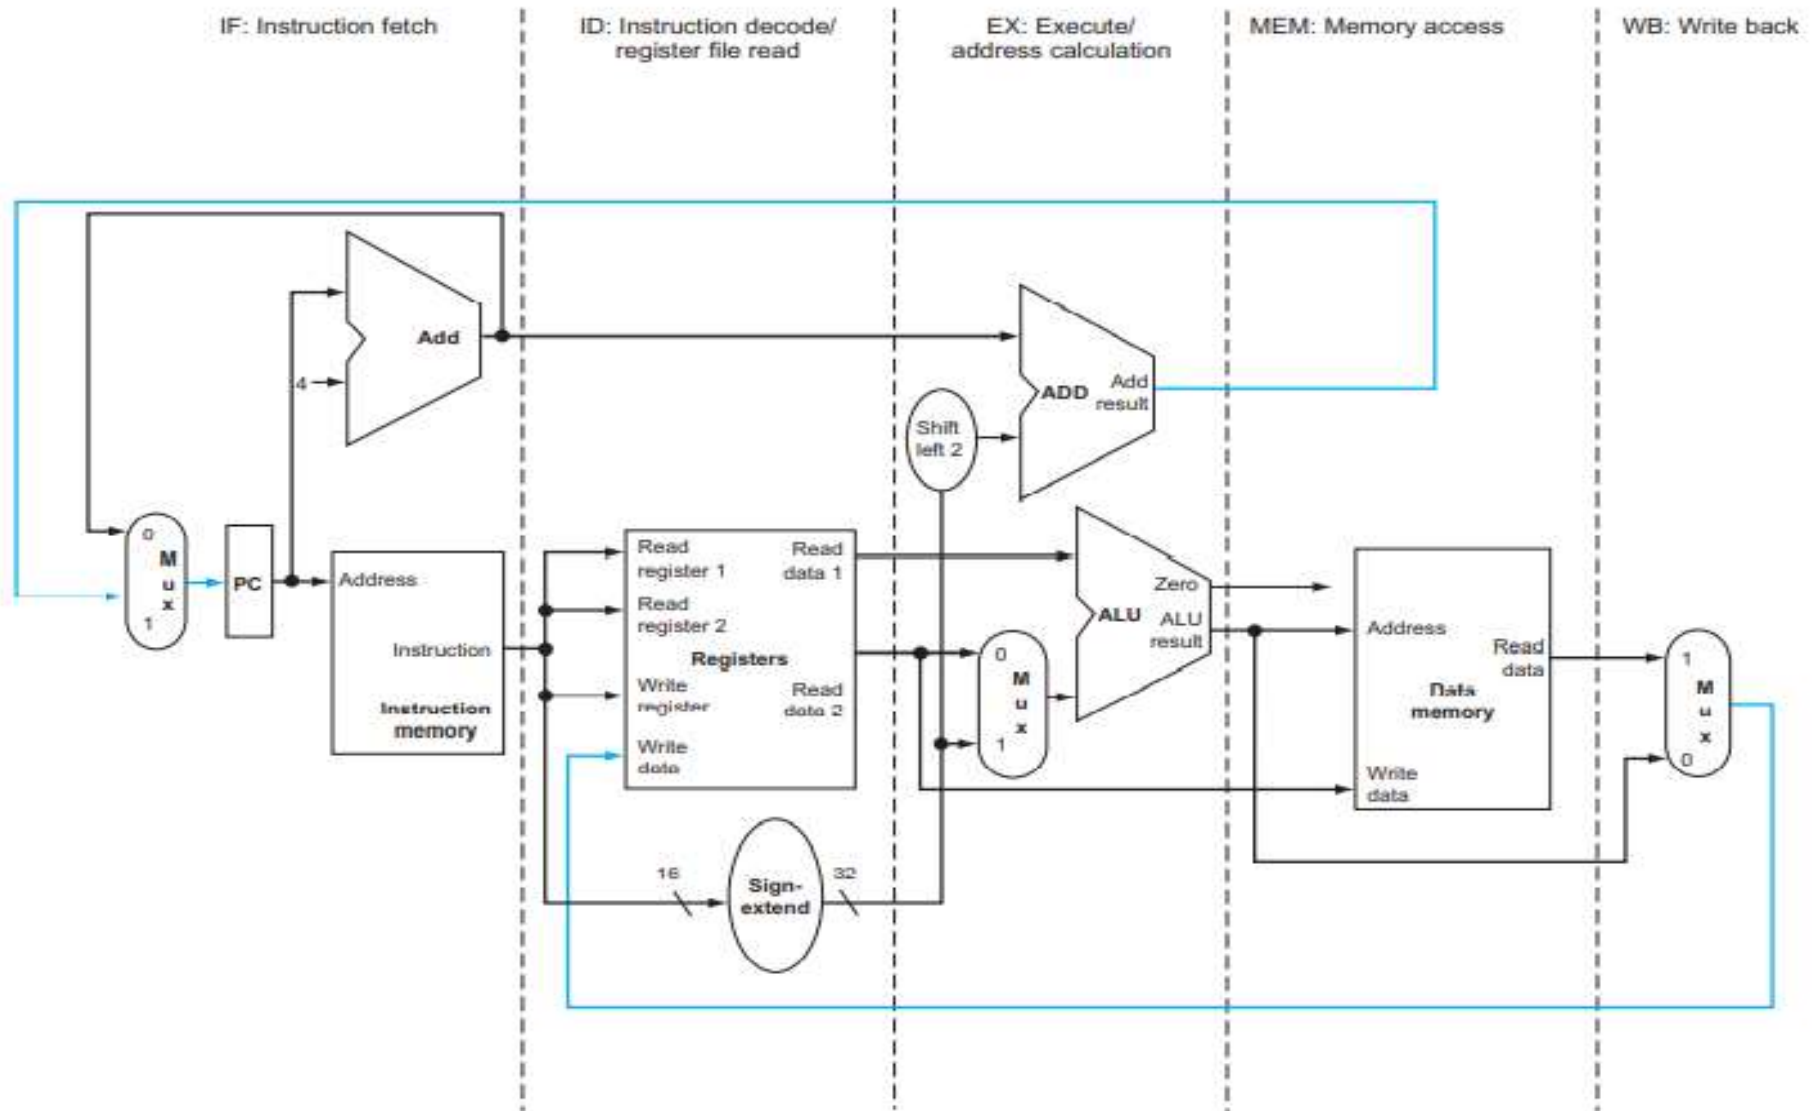 IF: Instruction fetch
ID: Instruction decode/
register file read
EX: Execute/
address calculation
MEM: Memory access
WB: Write back
Add
4
ADD
Add
result
Shift
left 2
0
M
u
x
1
PC
Address
Instruction
Instruction
memory
Read
register 1
Read
register 2
Registers
Write
register
Write
data
Read
data 1
Read
data 2
0
M
u
x
1
Zero
ALU
ALU
result
Address
Read
data
Data
memory
Write
data
1
M
u
x
0
16
Sign-
extend
32